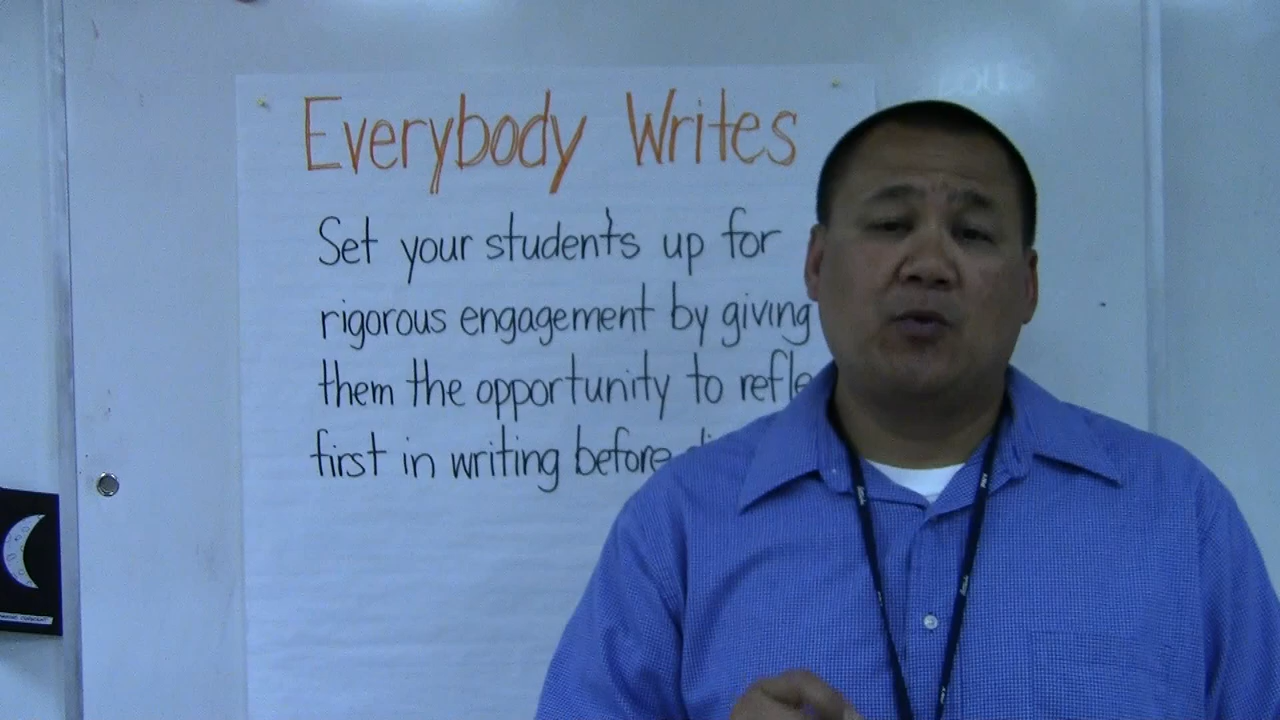 Everybody Writes
Set your students up for
rigorous engagement by giving
them the opportunity to refle
first in writing before